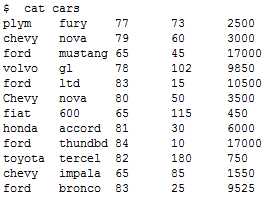 $ cat cars
plym fury 77 73 2500
chevy nova 79 60 3000
ford mustang 65 45 17000
volvo gl 78 102 9850
ford ltd 83 15 10500
Chevy nova 80 50 3500
fiat 600 65 115 450
honda accord 81 30 6000
ford thundbd 84 10 17000
toyota tercel 82 180 750
chevy impala 65 85 1550
ford bronco 83 25 9525